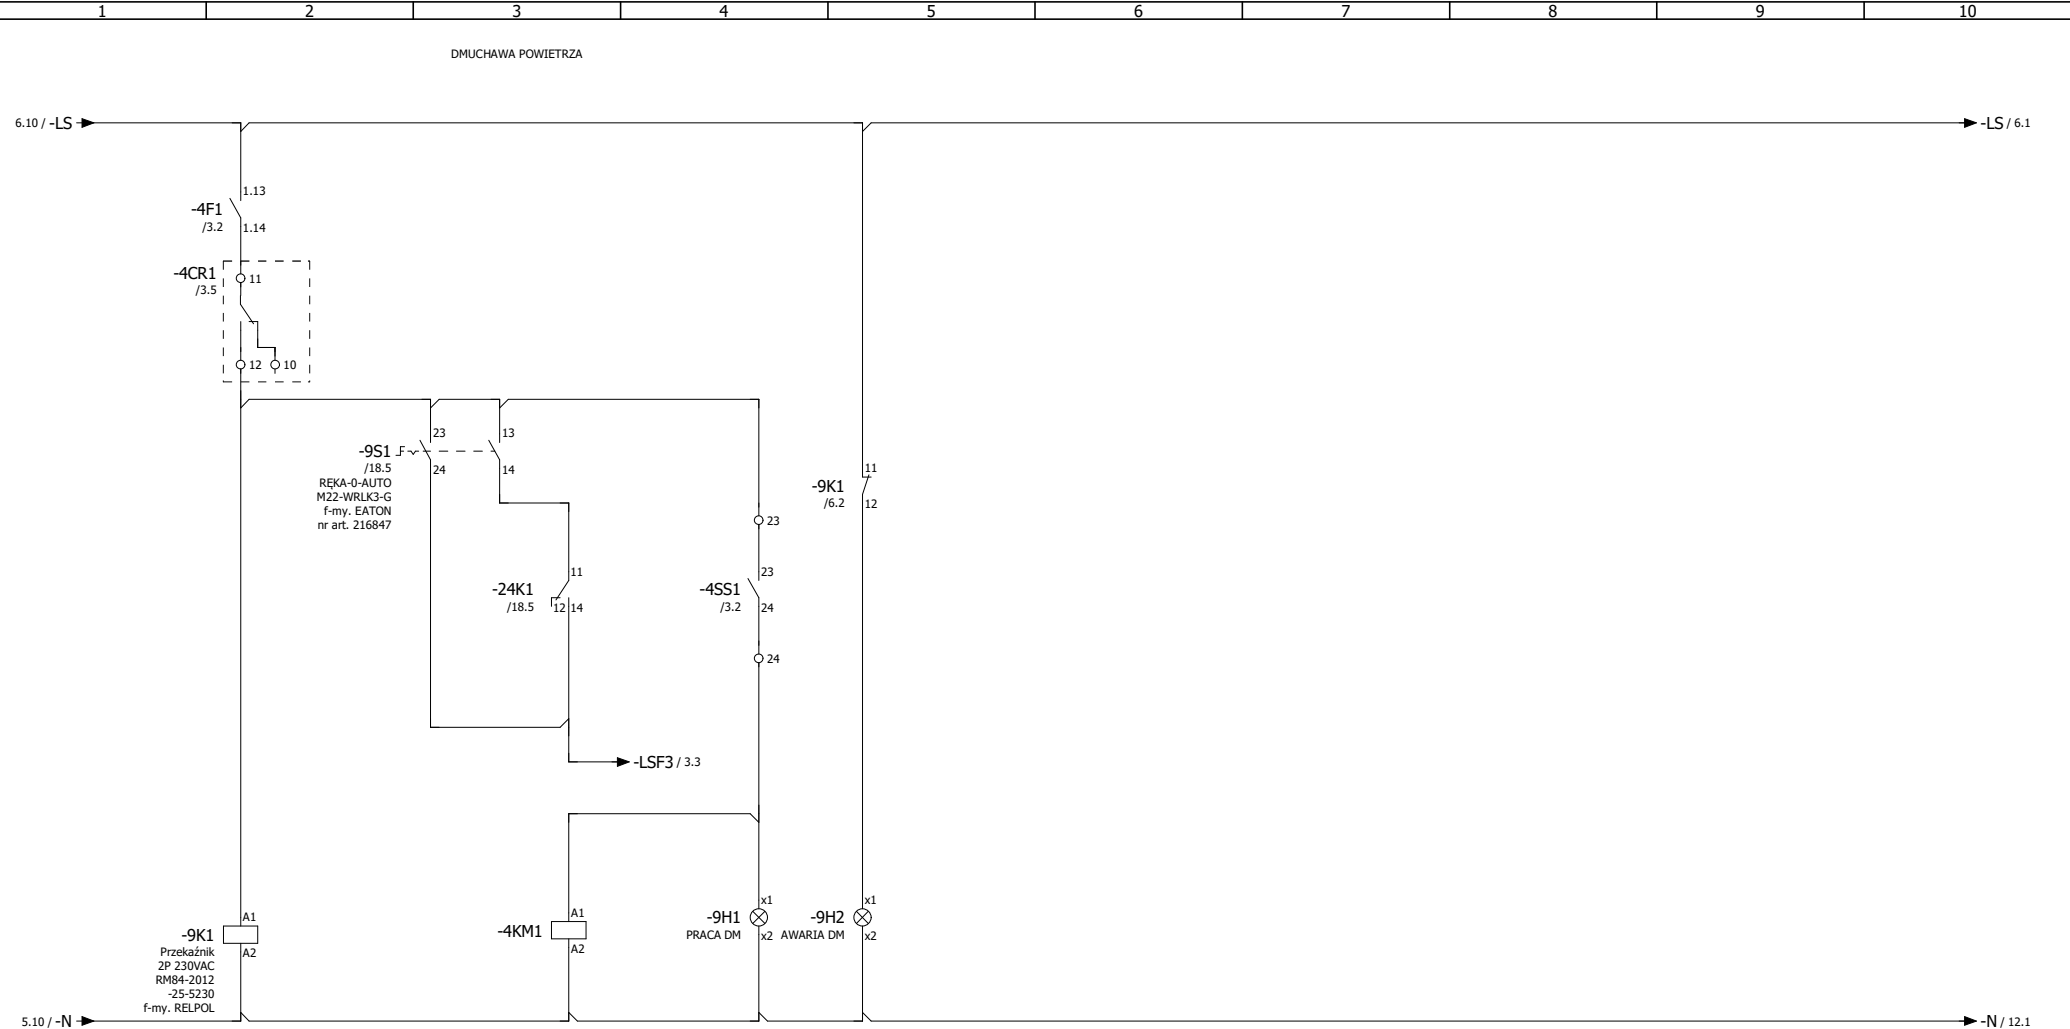 1 2 3 4 5 6 7 8 9 10
DMUCHAWA POWIETRZA
6.10 / -LS
-LS / 6.1
1.13
-4F1
/3.2
1.14
-4CR1
/3.5
11
12
10
23
13
-9S1
/18.5
24
14
RĘKA-0-AUTO
M22-WRLK3-G
f-my. EATON
nr art. 216847
11
-9K1
/6.2
12
23
11
-24K1
/18.5
12 14
23
-4SS1
/3.2
24
24
-LSF3 / 3.3
A1
-9K1
A2
Przekaźnik
2P 230VAC
RM84-2012
-25-5230
f-my. RELPOL
A1
-4KM1
A2
x1
-9H1
PRACA DM
x2
x1
-9H2
AWARIA DM
x2
5.10 / -N
-N / 12.1